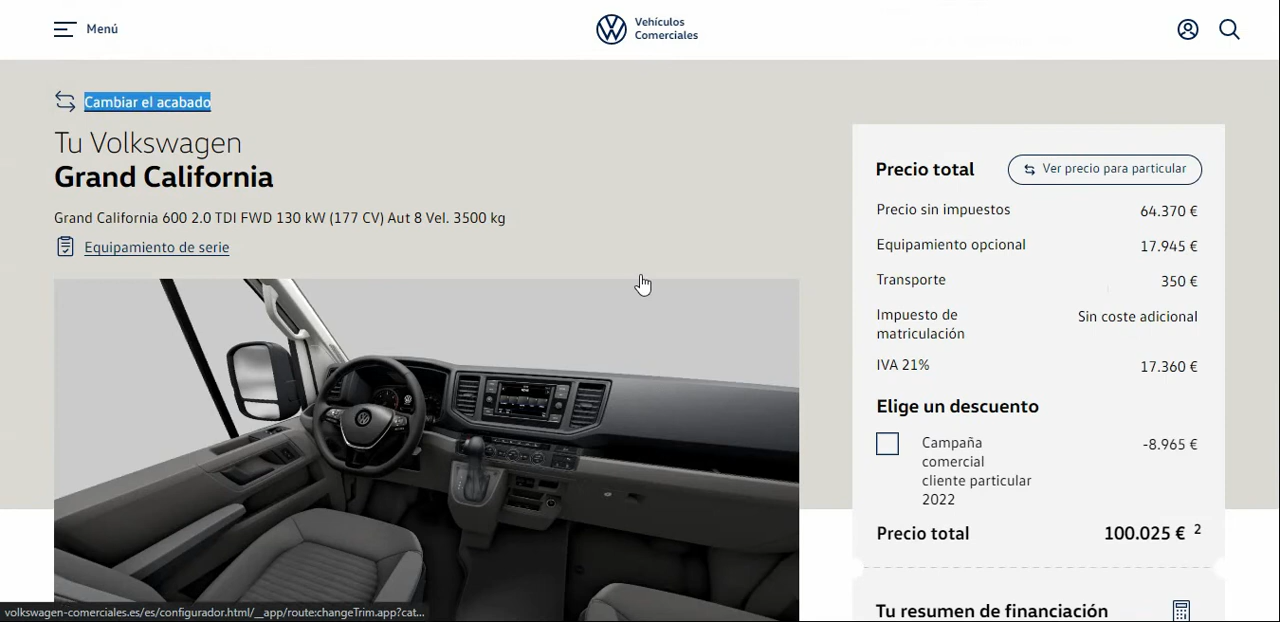 Menú
Vehículos
Comerciales
Cambiar el acabado
Tu Volkswagen
Grand California
Grand California 600 2.0 TDI FWD 130 kW (177 CV) Aut 8 Vel. 3500 kg
Equipamiento de serie
Precio total
Ver precio para particular
Precio sin impuestos 64.370 €
Equipamiento opcional 17.945 €
Transporte 350 €
Impuesto de
matriculación
Sin coste adicional
IVA 21% 17.360 €
Elige un descuento
Campaña
comercial
cliente particular
2022
-8.965 €
Precio total 100.025 € 2
Tu resumen de financiación
volkswagen-comerciales.es/es/configurador.html/__app/route:changeTrim.app?cat...